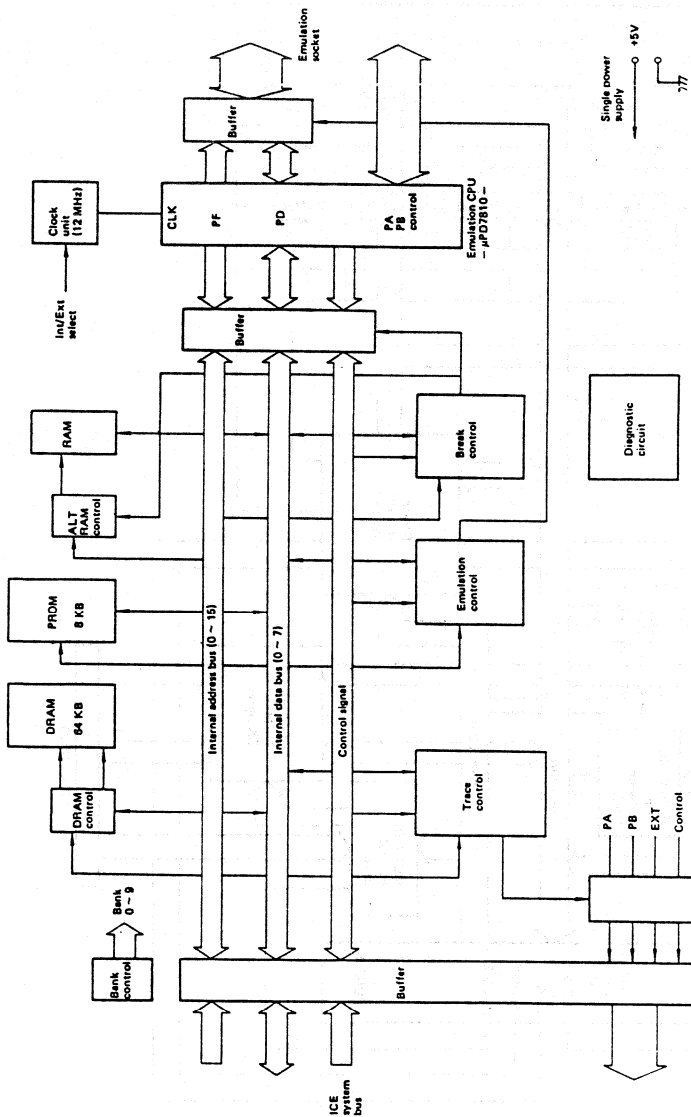 Emulation
socket
Buffer
Single power
supply
+5V
Clock
unit
(12 MHz)
CLK
PF
PD
PA
PB
control
Emulation CPU
– μPD7810 –
Int/Ext
select
Buffer
RAM
ALT
RAM
control
Break
control
Diagnostic
circuit
PROM
8 KB
Emulation
control
DRAM
64 KB
DRAM
control
Internal address bus (0 ~ 15)
Internal data bus (0 ~ 7)
Control signal
Trace
control
PA
PB
EXT
Control
Bank
0 ~ 9
Bank
control
Buffer
ICE
system
bus